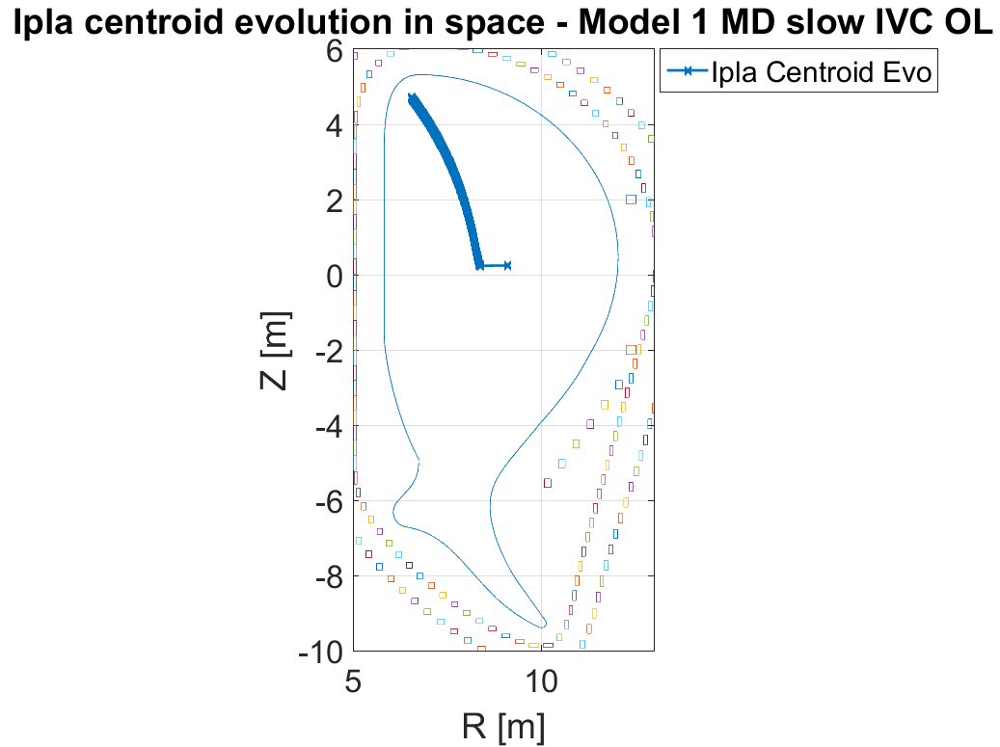 Ipla centroid evolution in space - Model 1 MD slow IVC OL
Ipla Centroid Evo
6
4
2
0
-2
-4
-6
-8
-10
Z [m]
5 10
R [m]